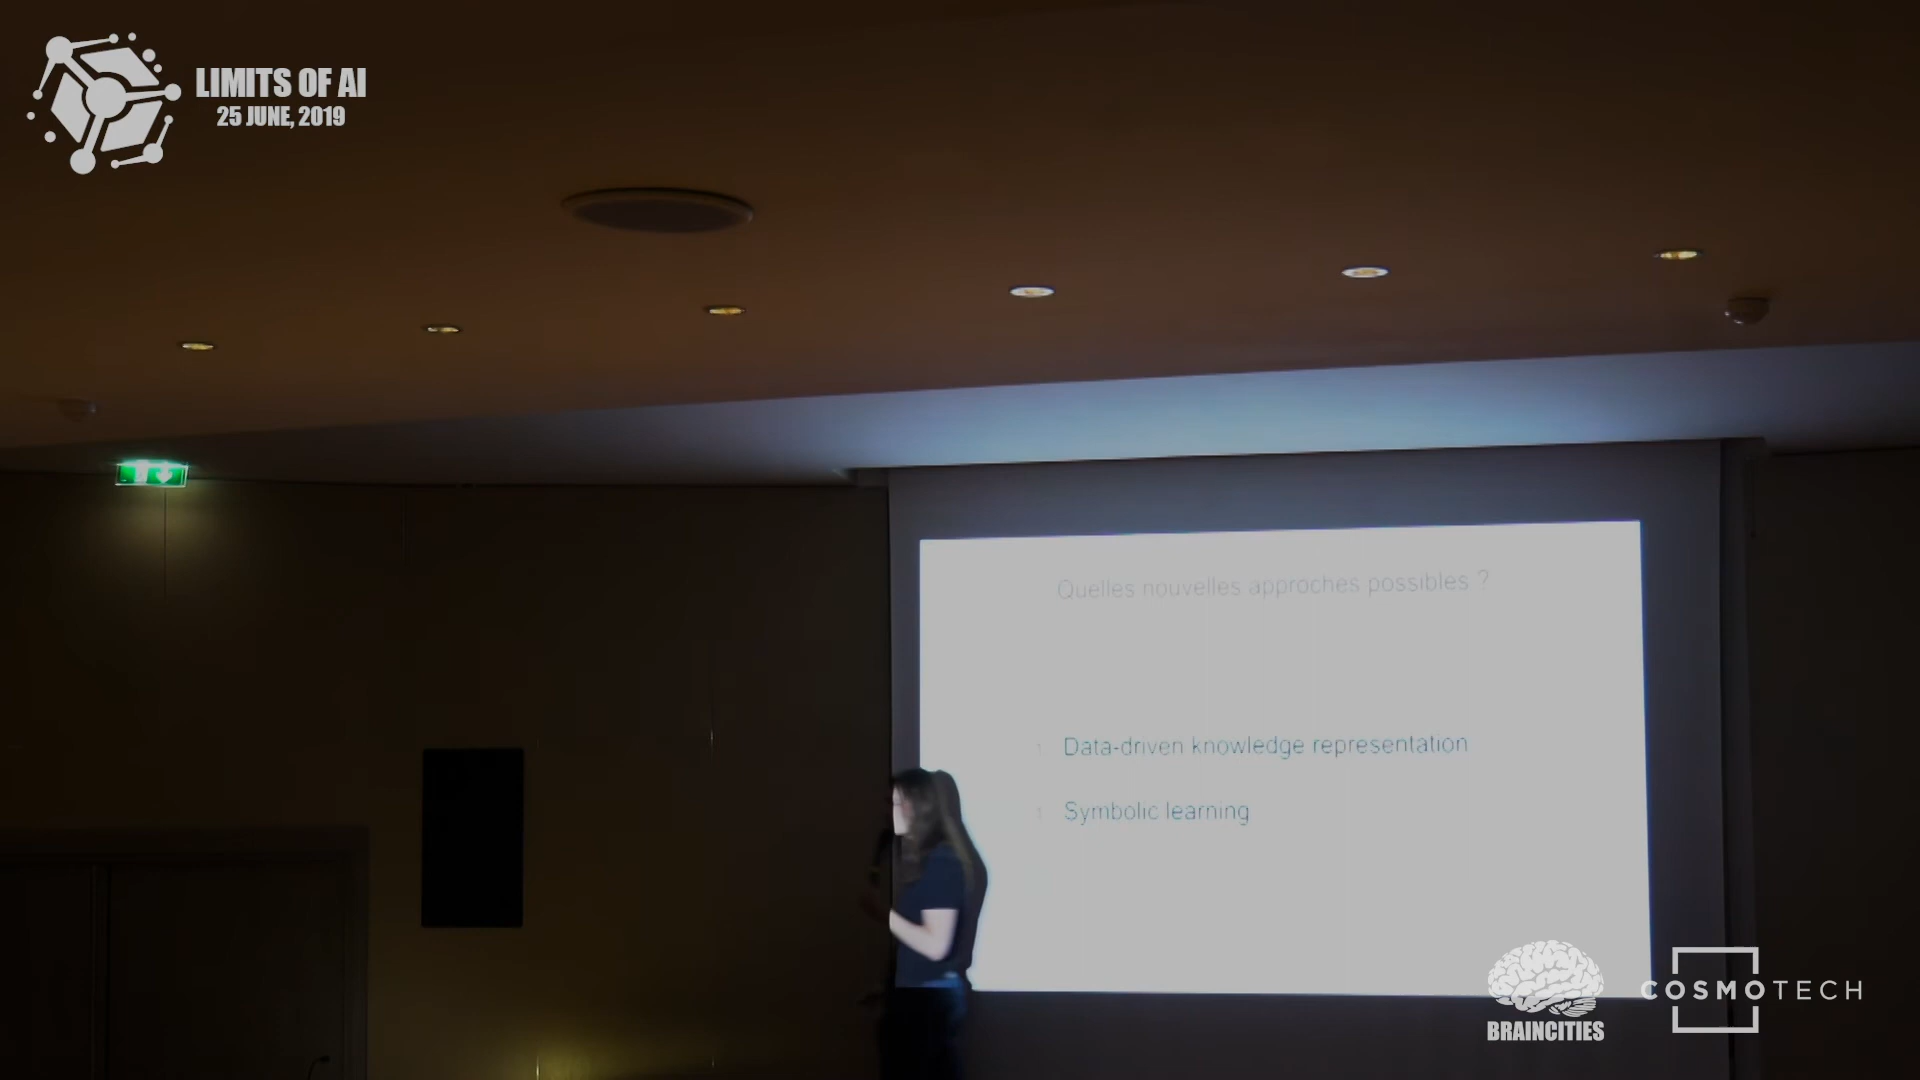 LIMITS OF AI
25 JUNE, 2019
Quelles nouvelles approches possibles ?
Data-driven knowledge representation
Symbolic learning
BRAINCITIES
COSMOTECH